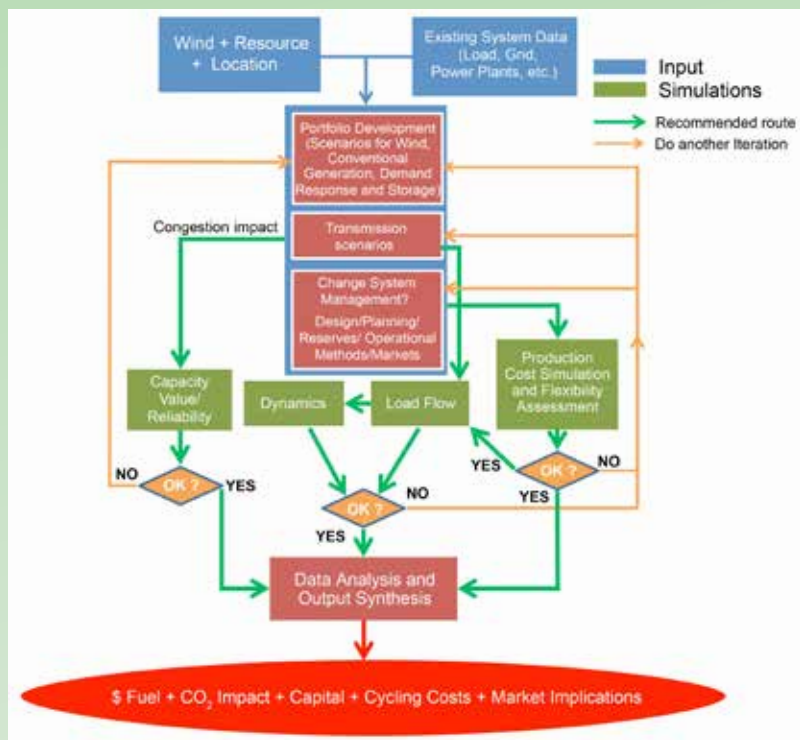 Wind + Resource
+ Location
Existing System Data
(Load, Grid,
Power Plants, etc.)
Input
Simulations
Recommended route
Do another Iteration
Portfolio Development
(Scenarios for Wind,
Conventional
Generation, Demand
Response and Storage)
Congestion impact
Transmission
scenarios
Change System
Management?
Design/Planning/
Reserves/ Operational
Methods/Markets
Production
Cost Simulation
and Flexibility
Assessment
Capacity
Value/
Reliability
Dynamics
Load Flow
NO
OK ?
YES
YES
OK ?
NO
YES
OK ?
NO
YES
Data Analysis and
Output Synthesis
$ Fuel + CO₂ Impact + Capital + Cycling Costs + Market Implications